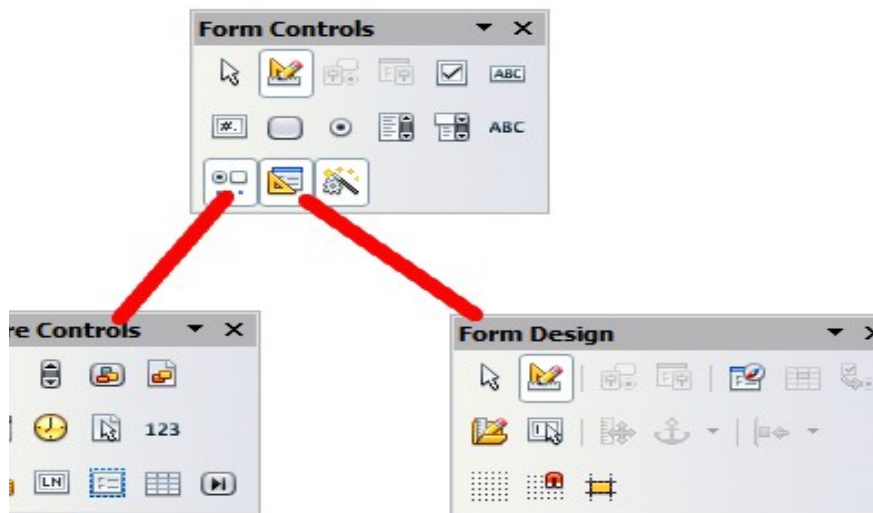 Form Controls
ABC
#.
ABC
re Controls
123
LN
Form Design